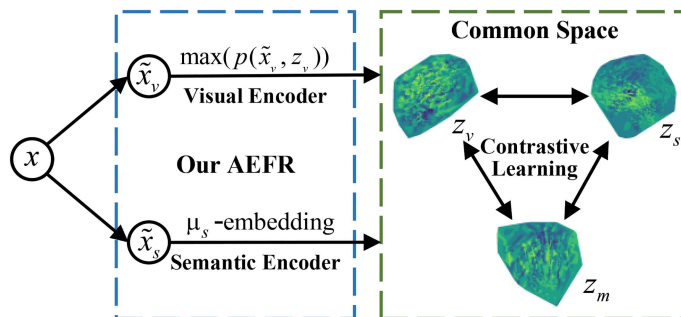 Common Space
x̃ᵥ
max(p(x̃ᵥ, zᵥ))
Visual Encoder
zᵥ
zₛ
x
Our AEFR
Contrastive
Learning
x̃ₛ
μₛ-embedding
Semantic Encoder
zₘ